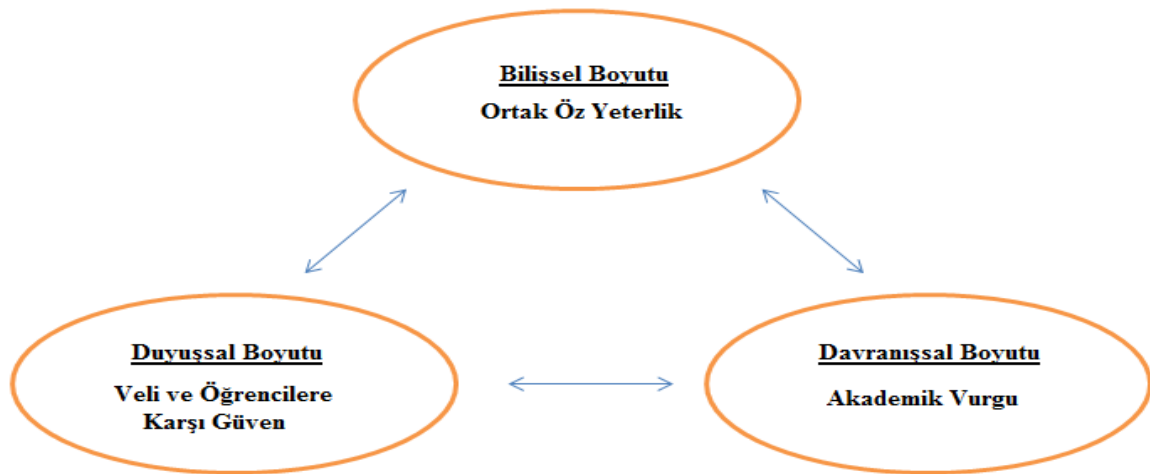 Bilişsel Boyutu
Ortak Öz Yeterlik
Duyuşsal Boyutu
Veli ve Öğrencilere
Karşı Güven
Davranışsal Boyutu
Akademik Vurgu